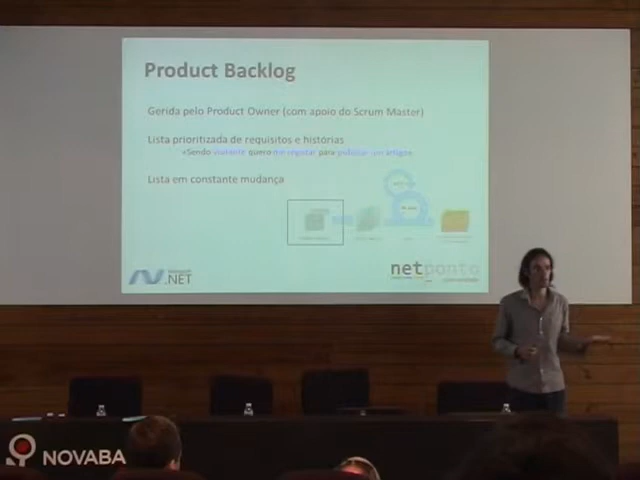 Product Backlog
Gerida pelo Product Owner (com apoio do Scrum Master)
Lista prioritizada de requisitos e histórias
«Sendo visitante quero me registar para publicar um artigo»
Lista em constante mudança
.NET
netponto
NOVABA